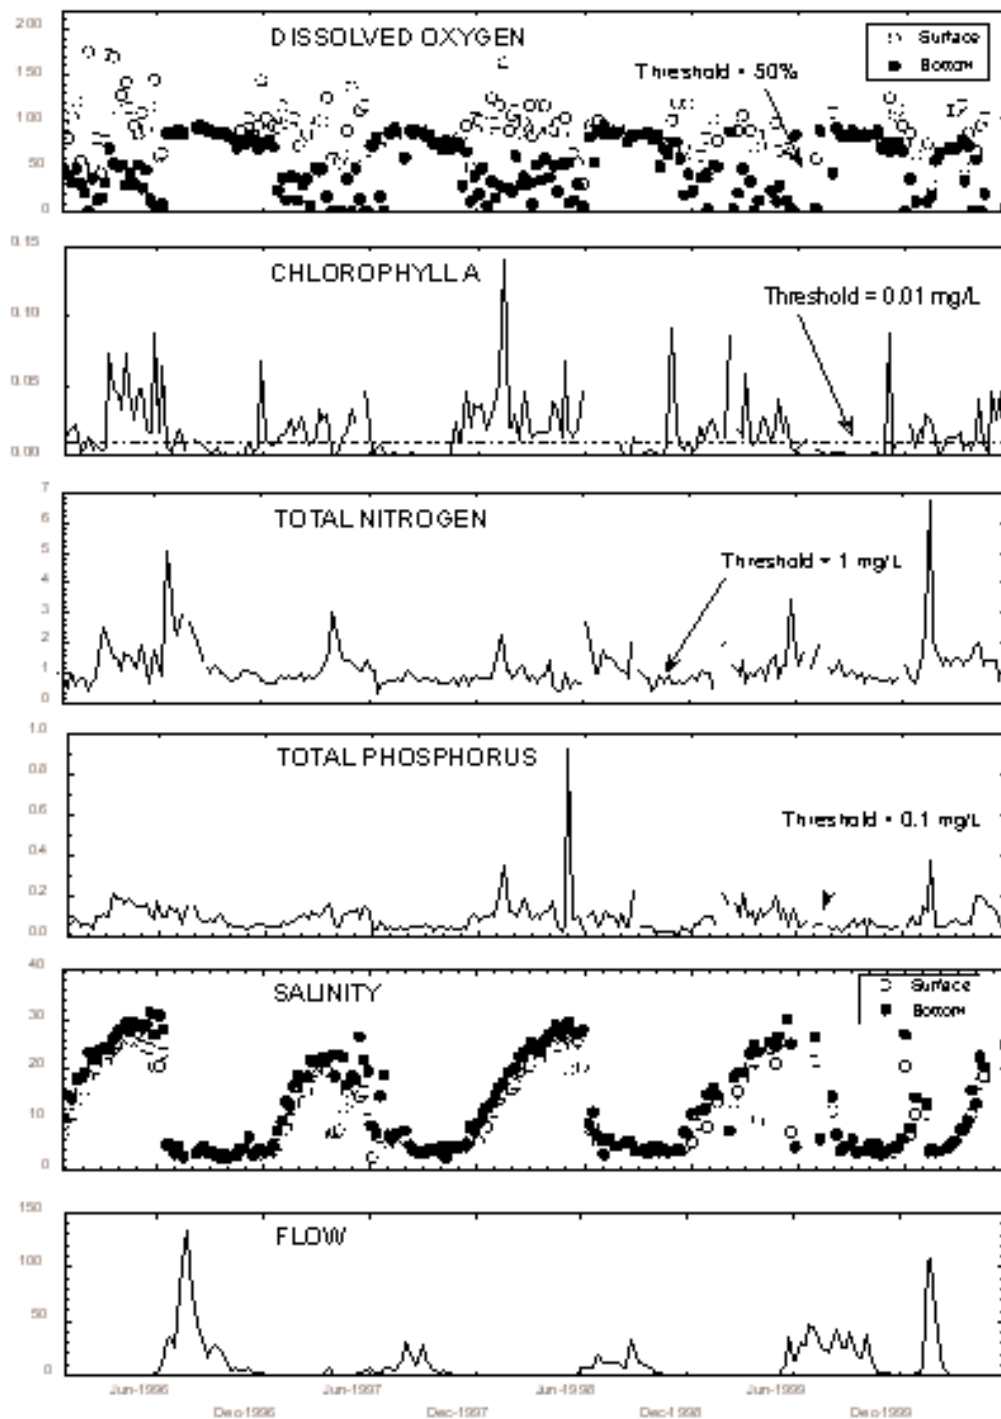 200
DISSOLVED OXYGEN
Surface
Bottom
Threshold = 50%
150
100
50
0
0.15
CHLOROPHYLL A
Threshold = 0.01 mg/L
0.10
0.05
0.00
7
TOTAL NITROGEN
6
Threshold = 1 mg/L
5
4
3
2
1
0
1.0
TOTAL PHOSPHORUS
0.8
Threshold = 0.1 mg/L
0.6
0.4
0.2
0.0
40
SALINITY
Surface
Bottom
30
20
10
0
150
FLOW
100
50
0
Jun-1996
Jun-1997
Jun-1998
Jun-1999
Dec-1996
Dec-1997
Dec-1998
Dec-1999